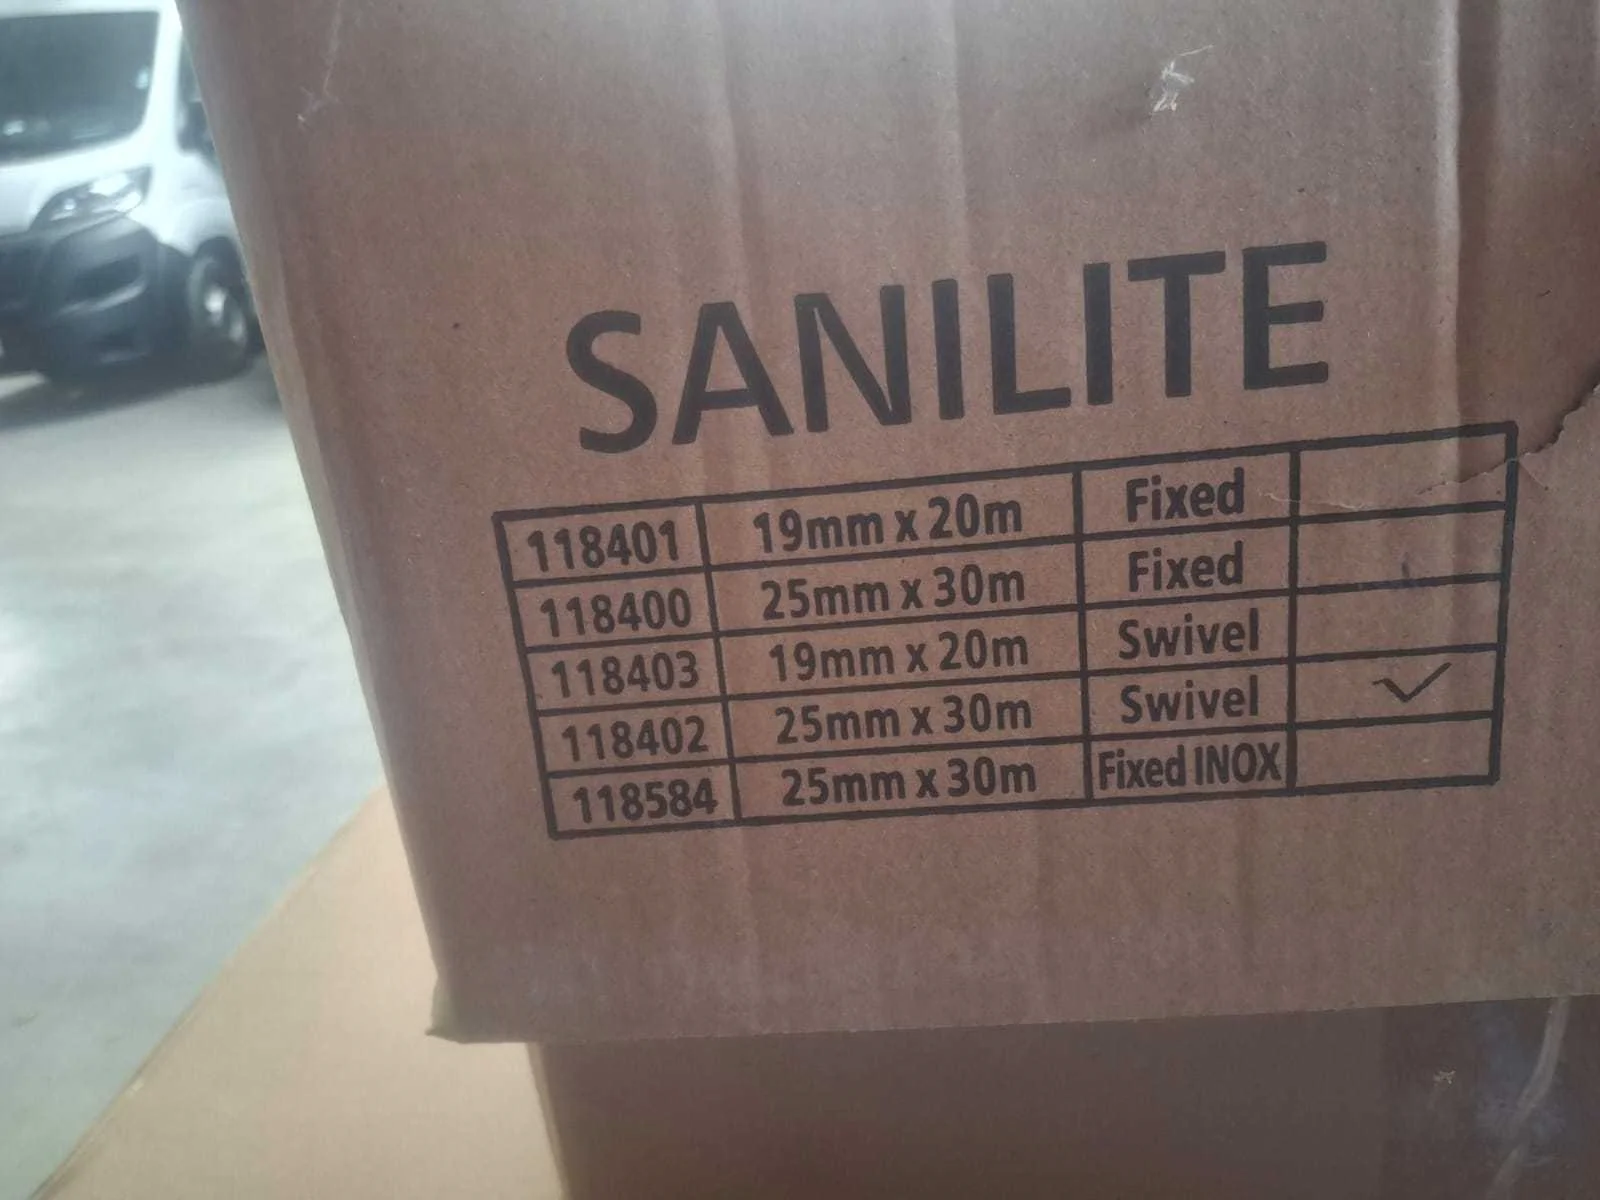 SANILITE
118401 19mm x 20m Fixed
118400 25mm x 30m Fixed
118403 19mm x 20m Swivel
118402 25mm x 30m Swivel ✓
118584 25mm x 30m Fixed INOX